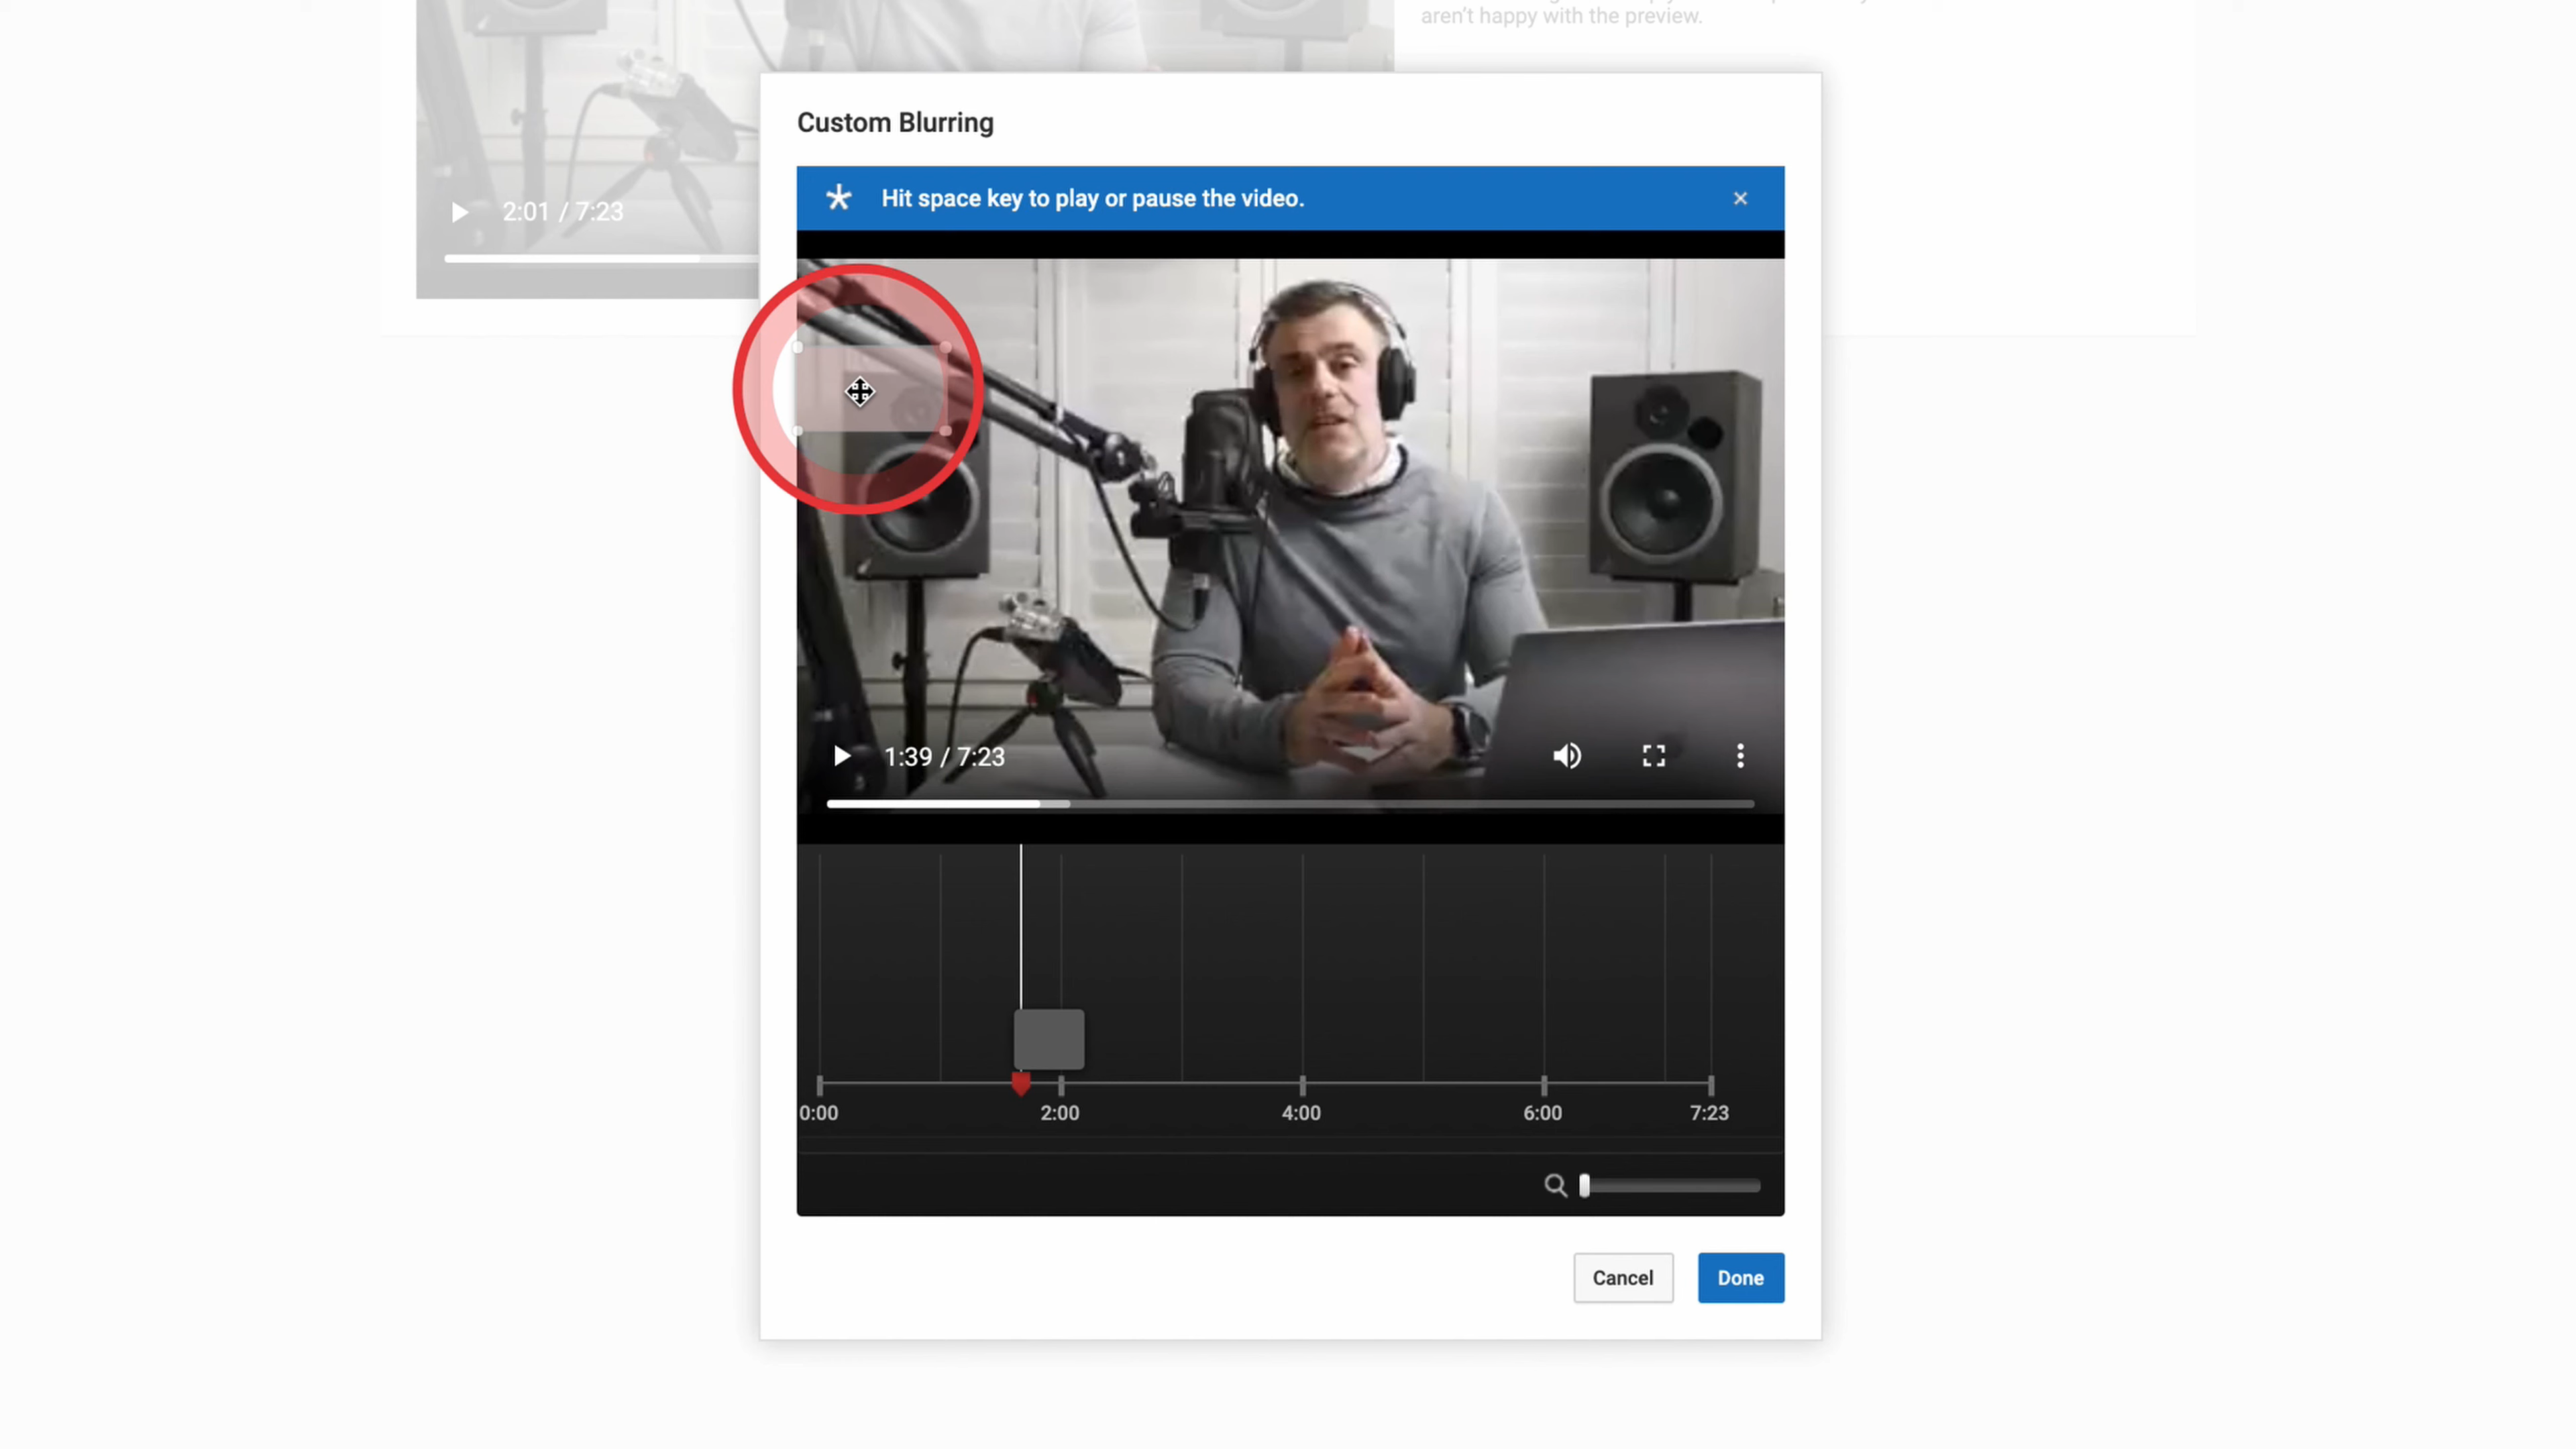 aren't happy with the preview.
Custom Blurring
Hit space key to play or pause the video.
2:01 / 7:23
1:39 / 7:23
0:00 2:00 4:00 6:00 7:23
Cancel Done